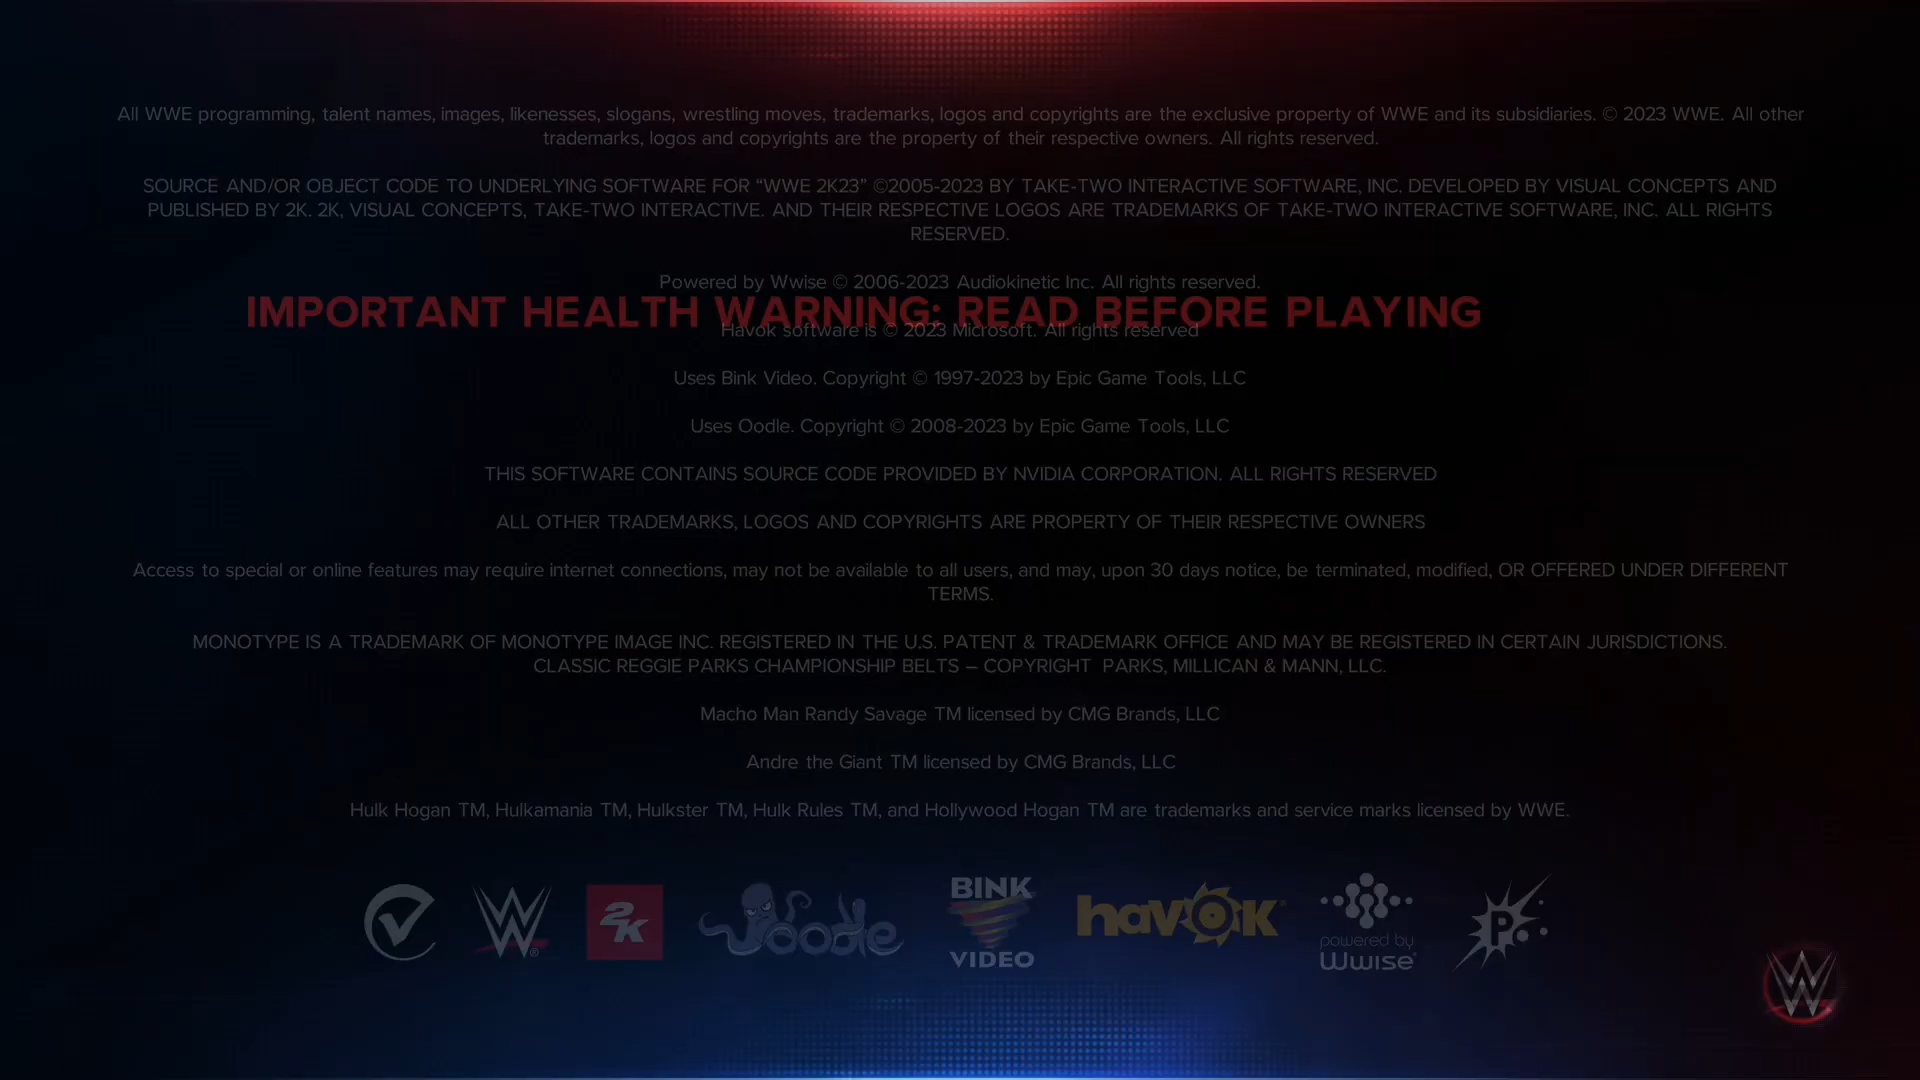 All WWE programming, talent names, images, likenesses, slogans, wrestling moves, trademarks, logos and copyrights are the exclusive property of WWE and its subsidiaries. © 2023 WWE. All other
trademarks, logos and copyrights are the property of their respective owners. All rights reserved.
SOURCE AND/OR OBJECT CODE TO UNDERLYING SOFTWARE FOR “WWE 2K23” ©2005-2023 BY TAKE-TWO INTERACTIVE SOFTWARE, INC. DEVELOPED BY VISUAL CONCEPTS AND
PUBLISHED BY 2K. 2K, VISUAL CONCEPTS, TAKE-TWO INTERACTIVE. AND THEIR RESPECTIVE LOGOS ARE TRADEMARKS OF TAKE-TWO INTERACTIVE SOFTWARE, INC. ALL RIGHTS
RESERVED.
Powered by Wwise © 2006-2023 Audiokinetic Inc. All rights reserved.
IMPORTANT HEALTH WARNING: READ BEFORE PLAYING
Havok software is © 2023 Microsoft. All rights reserved
Uses Bink Video. Copyright © 1997-2023 by Epic Game Tools, LLC
Uses Oodle. Copyright © 2008-2023 by Epic Game Tools, LLC
THIS SOFTWARE CONTAINS SOURCE CODE PROVIDED BY NVIDIA CORPORATION. ALL RIGHTS RESERVED
ALL OTHER TRADEMARKS, LOGOS AND COPYRIGHTS ARE PROPERTY OF THEIR RESPECTIVE OWNERS
Access to special or online features may require internet connections, may not be available to all users, and may, upon 30 days notice, be terminated, modified, OR OFFERED UNDER DIFFERENT
TERMS.
MONOTYPE IS A TRADEMARK OF MONOTYPE IMAGE INC. REGISTERED IN THE U.S. PATENT & TRADEMARK OFFICE AND MAY BE REGISTERED IN CERTAIN JURISDICTIONS.
CLASSIC REGGIE PARKS CHAMPIONSHIP BELTS – COPYRIGHT PARKS, MILLICAN & MANN, LLC.
Macho Man Randy Savage TM licensed by CMG Brands, LLC
Andre the Giant TM licensed by CMG Brands, LLC
Hulk Hogan TM, Hulkamania TM, Hulkster TM, Hulk Rules TM, and Hollywood Hogan TM are trademarks and service marks licensed by WWE.
W ®
2K
oodle
BINK
VIDEO
havok ®
powered by
Wwise®
P
W